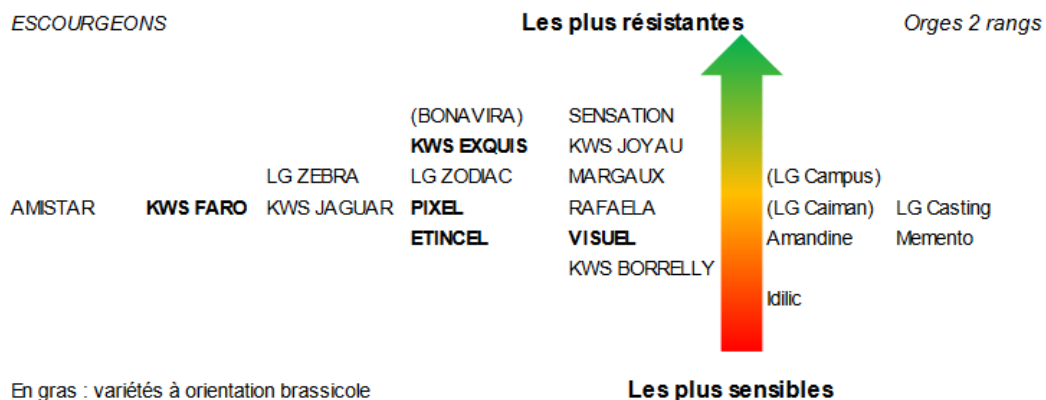 ESCOURGEONS Les plus résistantes Orges 2 rangs
(BONAVIRA) SENSATION
KWS EXQUIS KWS JOYAU
LG ZEBRA LG ZODIAC MARGAUX (LG Campus)
AMISTAR KWS FARO KWS JAGUAR PIXEL RAFAELA (LG Caiman) LG Casting
ETINCEL VISUEL Amandine Memento
KWS BORRELLY
Idilic
En gras : variétés à orientation brassicole Les plus sensibles